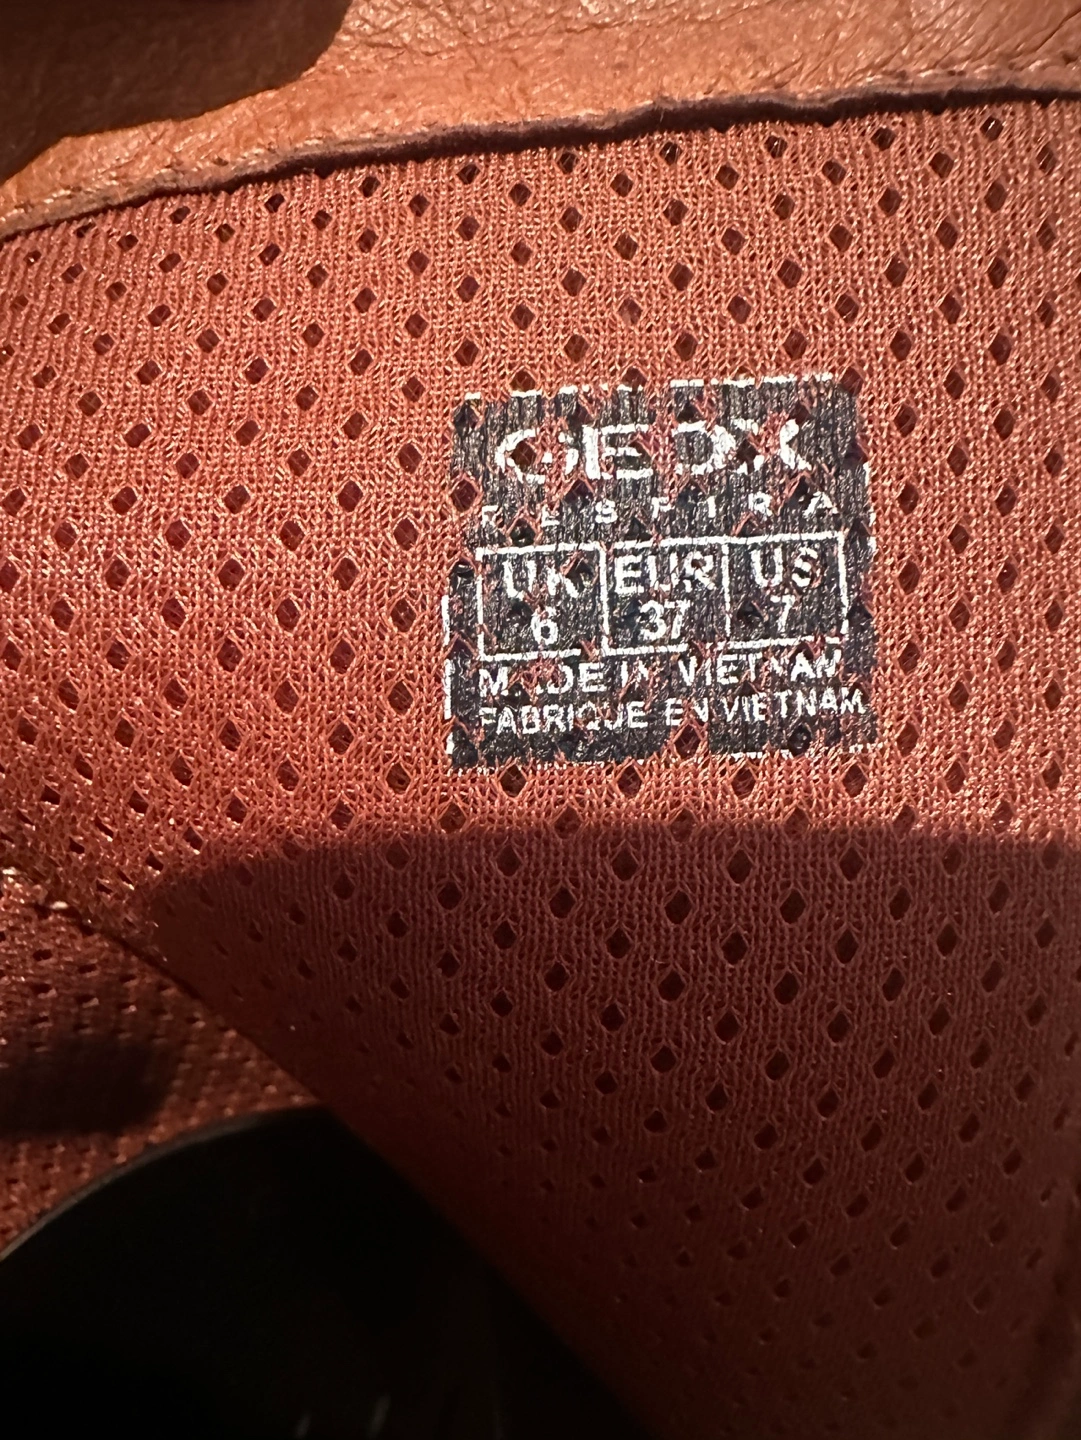 GEOX
RESPIRA
UK EUR US
6 37 7
MADE IN VIETNAM
FABRIQUE EN VIETNAM